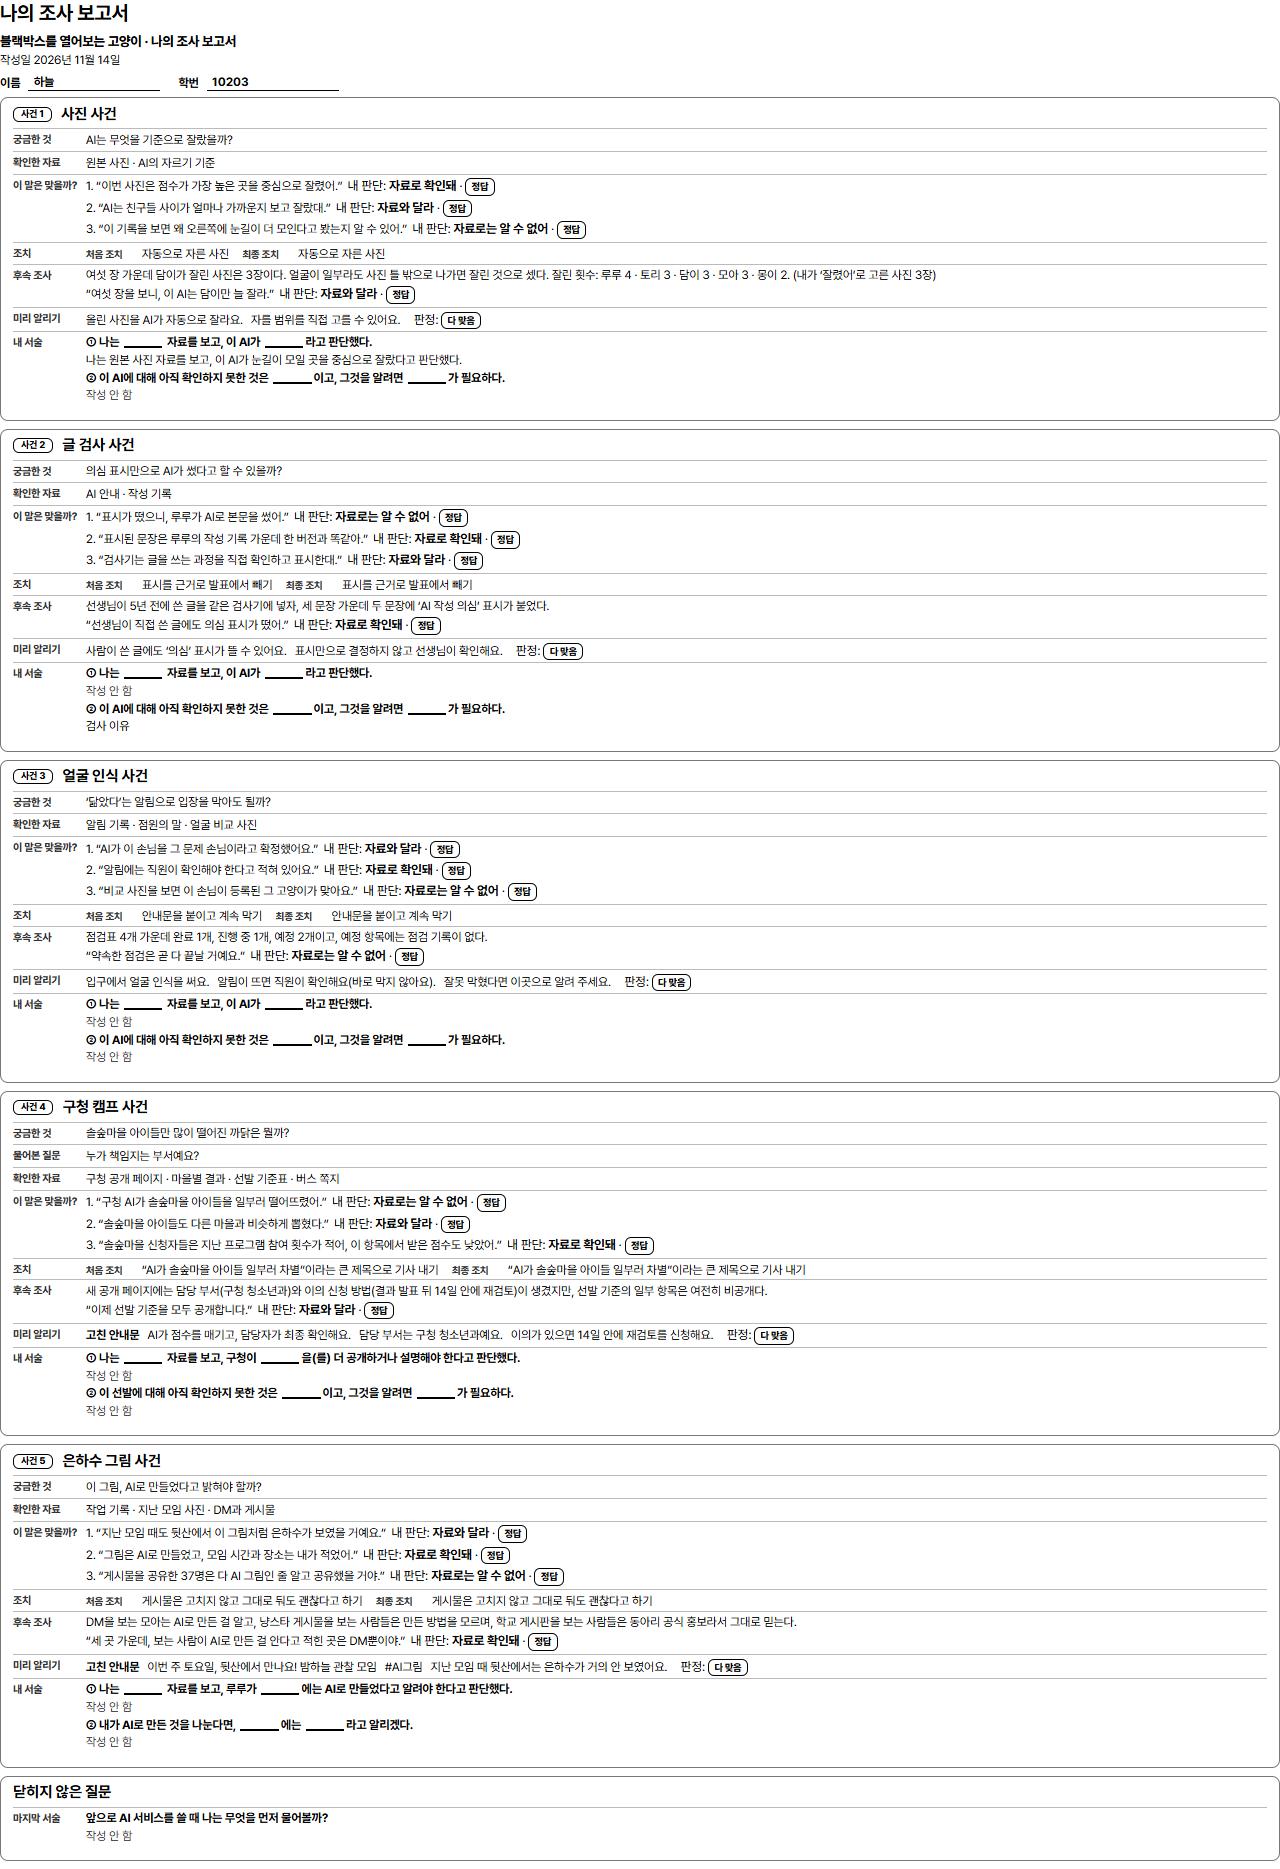 나의 조사 보고서
블랙박스를 열어보는 고양이 · 나의 조사 보고서
작성일 2026년 11월 14일
이름 하늘 학번 10203
사건 1 사진 사건
궁금한 것 AI는 무엇을 기준으로 잘랐을까?
확인한 자료 원본 사진 · AI의 자르기 기준
이 말은 맞을까? 1. “이번 사진은 점수가 가장 높은 곳을 중심으로 잘렸어.” 내 판단: 자료로 확인돼 · 정답
2. “AI는 친구들 사이가 얼마나 가까운지 보고 잘랐대.” 내 판단: 자료와 달라 · 정답
3. “이 기록을 보면 왜 오른쪽에 눈길이 더 모인다고 봤는지 알 수 있어.” 내 판단: 자료로는 알 수 없어 · 정답
조치 처음 조치 자동으로 자른 사진 최종 조치 자동으로 자른 사진
후속 조사 여섯 장 가운데 담이가 잘린 사진은 3장이다. 얼굴이 일부라도 사진 틀 밖으로 나가면 잘린 것으로 셌다. 잘린 횟수: 루루 4 · 토리 3 · 담이 3 · 모아 3 · 몽이 2. (내가 ‘잘렸어’로 고른 사진 3장)
“여섯 장을 보니, 이 AI는 담이만 늘 잘라.” 내 판단: 자료와 달라 · 정답
미리 알리기 올린 사진을 AI가 자동으로 잘라요. 자를 범위를 직접 고를 수 있어요. 판정: 다 맞음
내 서술 ① 나는 ______ 자료를 보고, 이 AI가 ______ 라고 판단했다.
나는 원본 사진 자료를 보고, 이 AI가 눈길이 모일 곳을 중심으로 잘랐다고 판단했다.
② 이 AI에 대해 아직 확인하지 못한 것은 ______ 이고, 그것을 알려면 ______ 가 필요하다.
작성 안 함
사건 2 글 검사 사건
궁금한 것 의심 표시만으로 AI가 썼다고 할 수 있을까?
확인한 자료 AI 안내 · 작성 기록
이 말은 맞을까? 1. “표시가 떴으니, 루루가 AI로 본문을 썼어.” 내 판단: 자료로는 알 수 없어 · 정답
2. “표시된 문장은 루루의 작성 기록 가운데 한 버전과 똑같아.” 내 판단: 자료로 확인돼 · 정답
3. “검사기는 글을 쓰는 과정을 직접 확인하고 표시한대.” 내 판단: 자료와 달라 · 정답
조치 처음 조치 표시를 근거로 발표에서 빼기 최종 조치 표시를 근거로 발표에서 빼기
후속 조사 선생님이 5년 전에 쓴 글을 같은 검사기에 넣자, 세 문장 가운데 두 문장에 ‘AI 작성 의심’ 표시가 붙었다.
“선생님이 직접 쓴 글에도 의심 표시가 떴어.” 내 판단: 자료로 확인돼 · 정답
미리 알리기 사람이 쓴 글에도 ‘의심’ 표시가 뜰 수 있어요. 표시만으로 결정하지 않고 선생님이 확인해요. 판정: 다 맞음
내 서술 ① 나는 ______ 자료를 보고, 이 AI가 ______ 라고 판단했다.
작성 안 함
② 이 AI에 대해 아직 확인하지 못한 것은 ______ 이고, 그것을 알려면 ______ 가 필요하다.
검사 이유
사건 3 얼굴 인식 사건
궁금한 것 ‘닮았다’는 알림으로 입장을 막아도 될까?
확인한 자료 알림 기록 · 점원의 말 · 얼굴 비교 사진
이 말은 맞을까? 1. “AI가 이 손님을 그 문제 손님이라고 확정했어요.” 내 판단: 자료와 달라 · 정답
2. “알림에는 직원이 확인해야 한다고 적혀 있어요.” 내 판단: 자료로 확인돼 · 정답
3. “비교 사진을 보면 이 손님이 등록된 그 고양이가 맞아요.” 내 판단: 자료로는 알 수 없어 · 정답
조치 처음 조치 안내문을 붙이고 계속 막기 최종 조치 안내문을 붙이고 계속 막기
후속 조사 점검표 4개 가운데 완료 1개, 진행 중 1개, 예정 2개이고, 예정 항목에는 점검 기록이 없다.
“약속한 점검은 곧 다 끝날 거예요.” 내 판단: 자료로는 알 수 없어 · 정답
미리 알리기 입구에서 얼굴 인식을 써요. 알림이 뜨면 직원이 확인해요(바로 막지 않아요). 잘못 막혔다면 이곳으로 알려 주세요. 판정: 다 맞음
내 서술 ① 나는 ______ 자료를 보고, 이 AI가 ______ 라고 판단했다.
작성 안 함
② 이 AI에 대해 아직 확인하지 못한 것은 ______ 이고, 그것을 알려면 ______ 가 필요하다.
작성 안 함
사건 4 구청 캠프 사건
궁금한 것 솔숲마을 아이들만 많이 떨어진 까닭은 뭘까?
물어본 질문 누가 책임지는 부서예요?
확인한 자료 구청 공개 페이지 · 마을별 결과 · 선발 기준표 · 버스 쪽지
이 말은 맞을까? 1. “구청 AI가 솔숲마을 아이들을 일부러 떨어뜨렸어.” 내 판단: 자료로는 알 수 없어 · 정답
2. “솔숲마을 아이들도 다른 마을과 비슷하게 뽑혔다.” 내 판단: 자료와 달라 · 정답
3. “솔숲마을 신청자들은 지난 프로그램 참여 횟수가 적어, 이 항목에서 받은 점수도 낮았어.” 내 판단: 자료로 확인돼 · 정답
조치 처음 조치 “AI가 솔숲마을 아이들 일부러 차별”이라는 큰 제목으로 기사 내기 최종 조치 “AI가 솔숲마을 아이들 일부러 차별”이라는 큰 제목으로 기사 내기
후속 조사 새 공개 페이지에는 담당 부서(구청 청소년과)와 이의 신청 방법(결과 발표 뒤 14일 안에 재검토)이 생겼지만, 선발 기준의 일부 항목은 여전히 비공개다.
“이제 선발 기준을 모두 공개합니다.” 내 판단: 자료와 달라 · 정답
미리 알리기 고친 안내문 AI가 점수를 매기고, 담당자가 최종 확인해요. 담당 부서는 구청 청소년과예요. 이의가 있으면 14일 안에 재검토를 신청해요. 판정: 다 맞음
내 서술 ① 나는 ______ 자료를 보고, 구청이 ______ 을(를) 더 공개하거나 설명해야 한다고 판단했다.
작성 안 함
② 이 선발에 대해 아직 확인하지 못한 것은 ______ 이고, 그것을 알려면 ______ 가 필요하다.
작성 안 함
사건 5 은하수 그림 사건
궁금한 것 이 그림, AI로 만들었다고 밝혀야 할까?
확인한 자료 작업 기록 · 지난 모임 사진 · DM과 게시물
이 말은 맞을까? 1. “지난 모임 때도 뒷산에서 이 그림처럼 은하수가 보였을 거예요.” 내 판단: 자료와 달라 · 정답
2. “그림은 AI로 만들었고, 모임 시간과 장소는 내가 적었어.” 내 판단: 자료로 확인돼 · 정답
3. “게시물을 공유한 37명은 다 AI 그림인 줄 알고 공유했을 거야.” 내 판단: 자료로는 알 수 없어 · 정답
조치 처음 조치 게시물은 고치지 않고 그대로 둬도 괜찮다고 하기 최종 조치 게시물은 고치지 않고 그대로 둬도 괜찮다고 하기
후속 조사 DM을 보는 모아는 AI로 만든 걸 알고, 냥스타 게시물을 보는 사람들은 만든 방법을 모르며, 학교 게시판을 보는 사람들은 동아리 공식 홍보라서 그대로 믿는다.
“세 곳 가운데, 보는 사람이 AI로 만든 걸 안다고 적힌 곳은 DM뿐이야.” 내 판단: 자료로 확인돼 · 정답
미리 알리기 고친 안내문 이번 주 토요일, 뒷산에서 만나요! 밤하늘 관찰 모임 #AI그림 지난 모임 때 뒷산에서는 은하수가 거의 안 보였어요. 판정: 다 맞음
내 서술 ① 나는 ______ 자료를 보고, 루루가 ______ 에는 AI로 만들었다고 알려야 한다고 판단했다.
작성 안 함
② 내가 AI로 만든 것을 나눈다면, ______ 에는 ______ 라고 알리겠다.
작성 안 함
닫히지 않은 질문
마지막 서술 앞으로 AI 서비스를 쓸 때 나는 무엇을 먼저 물어볼까?
작성 안 함